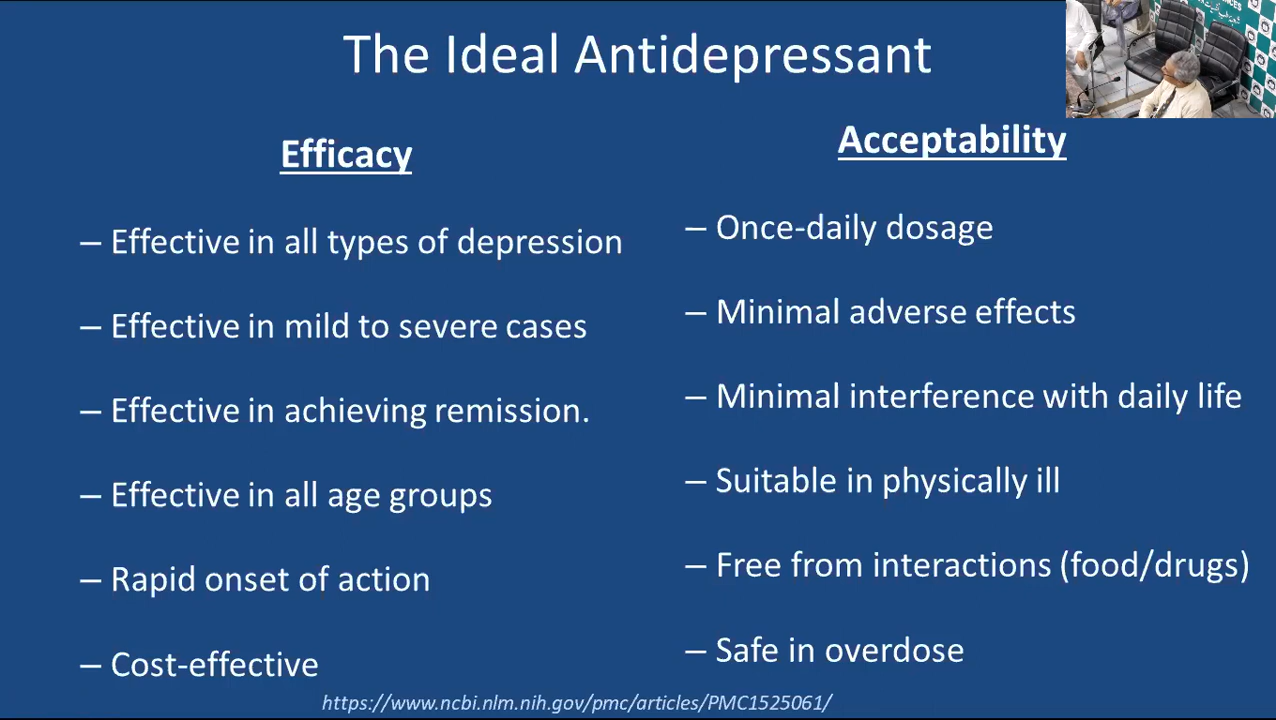 The Ideal Antidepressant
Efficacy
– Effective in all types of depression
– Effective in mild to severe cases
– Effective in achieving remission.
– Effective in all age groups
– Rapid onset of action
– Cost-effective
Acceptability
– Once-daily dosage
– Minimal adverse effects
– Minimal interference with daily life
– Suitable in physically ill
– Free from interactions (food/drugs)
– Safe in overdose
https://www.ncbi.nlm.nih.gov/pmc/articles/PMC1525061/